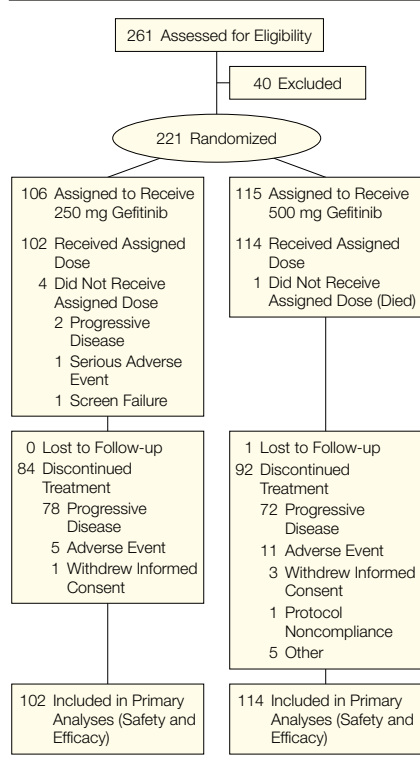 261 Assessed for Eligibility
40 Excluded
221 Randomized
106 Assigned to Receive
250 mg Gefitinib
102 Received Assigned
Dose
4 Did Not Receive
Assigned Dose
2 Progressive
Disease
1 Serious Adverse
Event
1 Screen Failure
115 Assigned to Receive
500 mg Gefitinib
114 Received Assigned
Dose
1 Did Not Receive
Assigned Dose (Died)
0 Lost to Follow-up
84 Discontinued
Treatment
78 Progressive
Disease
5 Adverse Event
1 Withdrew Informed
Consent
1 Lost to Follow-up
92 Discontinued
Treatment
72 Progressive
Disease
11 Adverse Event
3 Withdrew Informed
Consent
1 Protocol
Noncompliance
5 Other
102 Included in Primary
Analyses (Safety and
Efficacy)
114 Included in Primary
Analyses (Safety and
Efficacy)